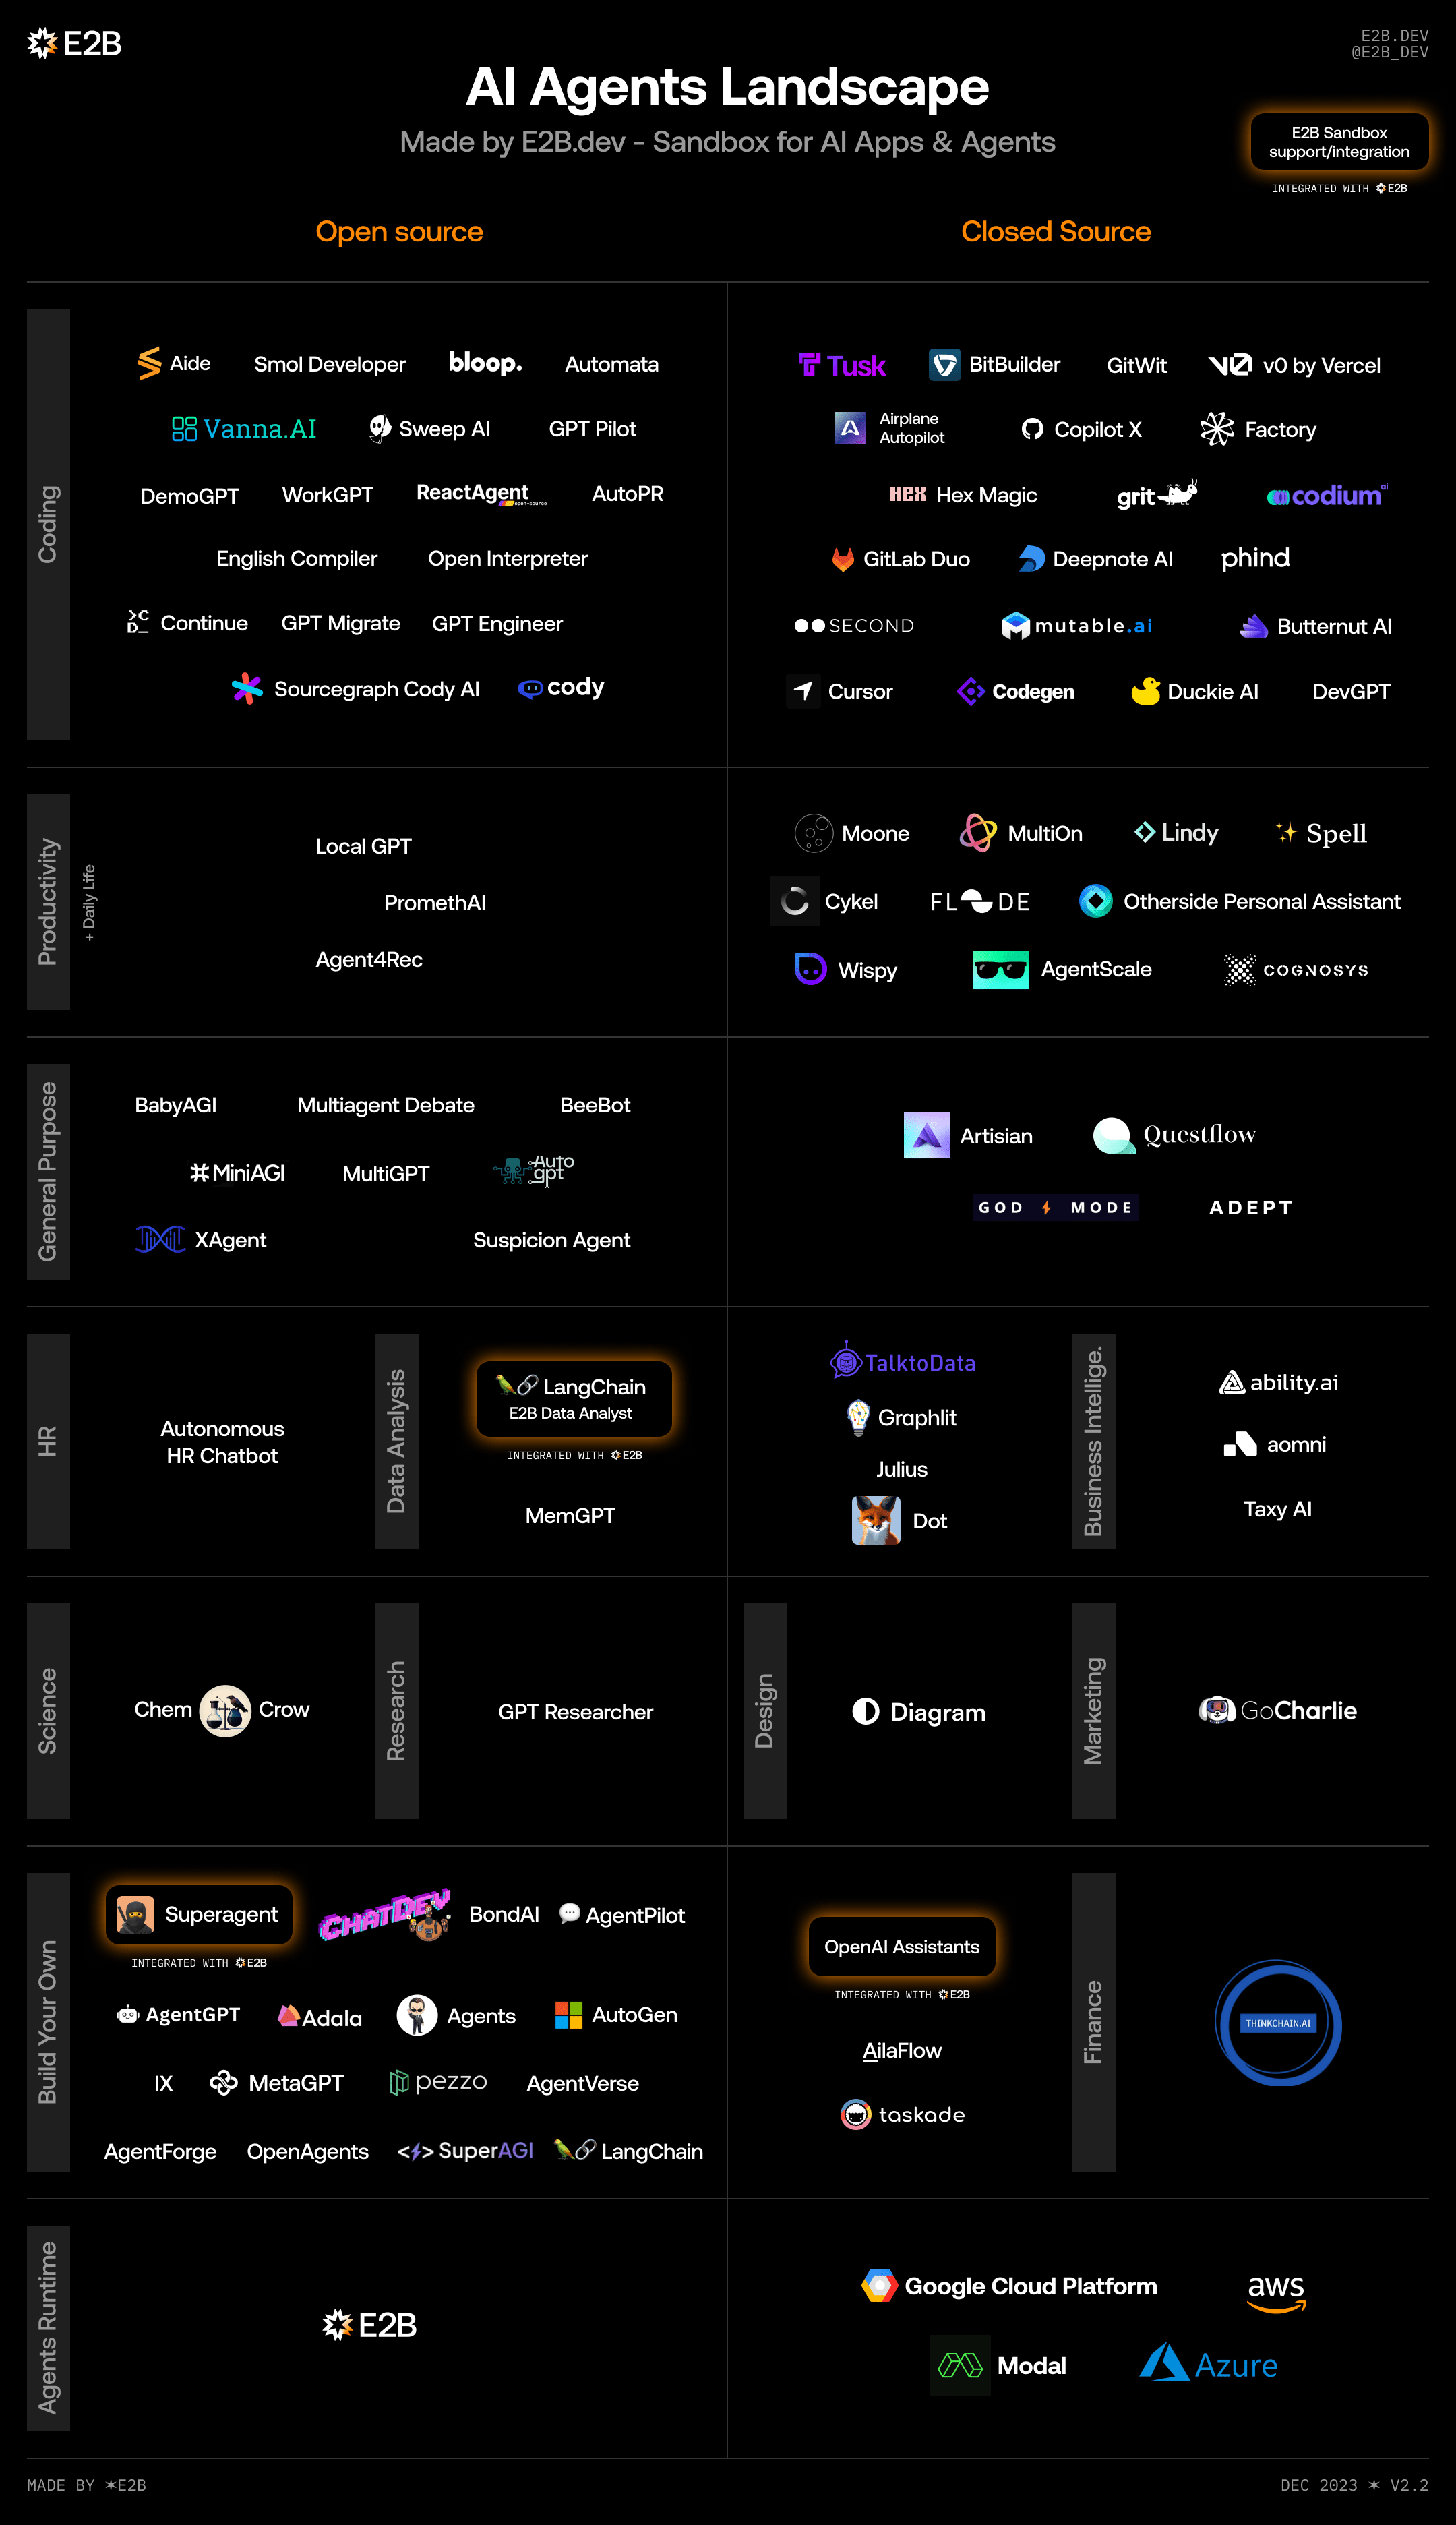 E2B
E2B.DEV
@E2B_DEV
AI Agents Landscape
Made by E2B.dev - Sandbox for AI Apps & Agents
E2B Sandbox
support/integration
INTEGRATED WITH E2B
Open source
Closed Source
Coding
Aide
Smol Developer
bloop.
Automata
Vanna.AI
Sweep AI
GPT Pilot
DemoGPT
WorkGPT
ReactAgent
open-source
AutoPR
English Compiler
Open Interpreter
Continue
GPT Migrate
GPT Engineer
Sourcegraph Cody AI
cody
Tusk
BitBuilder
GitWit
v0 by Vercel
Airplane
Autopilot
Copilot X
Factory
HEX
Hex Magic
grit
codium ai
GitLab Duo
Deepnote AI
phind
SECOND
mutable.ai
Butternut AI
Cursor
Codegen
Duckie AI
DevGPT
Productivity
+ Daily Life
Local GPT
PromethAI
Agent4Rec
Moone
MultiOn
Lindy
Spell
Cykel
FLODE
Otherside Personal Assistant
Wispy
AgentScale
COGNOSYS
General Purpose
BabyAGI
Multiagent Debate
BeeBot
MiniAGI
MultiGPT
Auto
gpt
XAgent
Suspicion Agent
Artisian
Questflow
GOD MODE
ADEPT
HR
Autonomous
HR Chatbot
Data Analysis
LangChain
E2B Data Analyst
INTEGRATED WITH E2B
MemGPT
TalktoData
Graphlit
Julius
Dot
Business Intellige.
ability.ai
aomni
Taxy AI
Science
Chem Crow
Research
GPT Researcher
Design
Diagram
Marketing
GoCharlie
Build Your Own
Superagent
INTEGRATED WITH E2B
CHATDEV
BondAI
AgentPilot
AgentGPT
Adala
Agents
AutoGen
IX
MetaGPT
pezzo
AgentVerse
AgentForge
OpenAgents
<> SuperAGI
LangChain
OpenAI Assistants
INTEGRATED WITH E2B
AilaFlow
taskade
Finance
THINKCHAIN.AI
Agents Runtime
E2B
Google Cloud Platform
aws
Modal
Azure
MADE BY ✶E2B
DEC 2023 ✶ V2.2